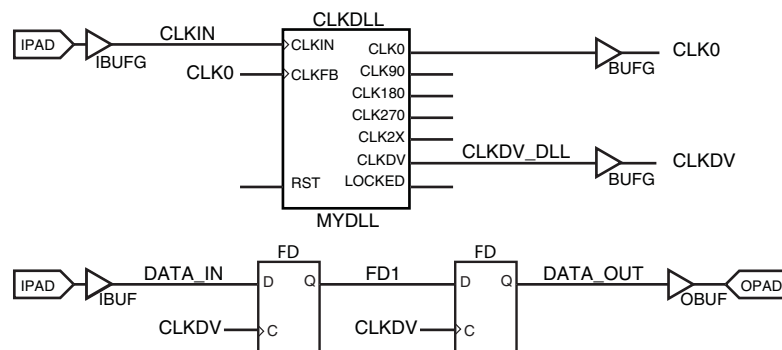 CLKDLL
IPAD
IBUFG
CLKIN
CLKIN
CLK0
CLKFB
CLK0
CLK90
CLK180
CLK270
CLK2X
CLKDV
LOCKED
RST
MYDLL
BUFG
CLK0
CLKDV_DLL
BUFG
CLKDV
IPAD
IBUF
DATA_IN
FD
D
Q
C
CLKDV
FD1
FD
D
Q
C
CLKDV
DATA_OUT
OBUF
OPAD